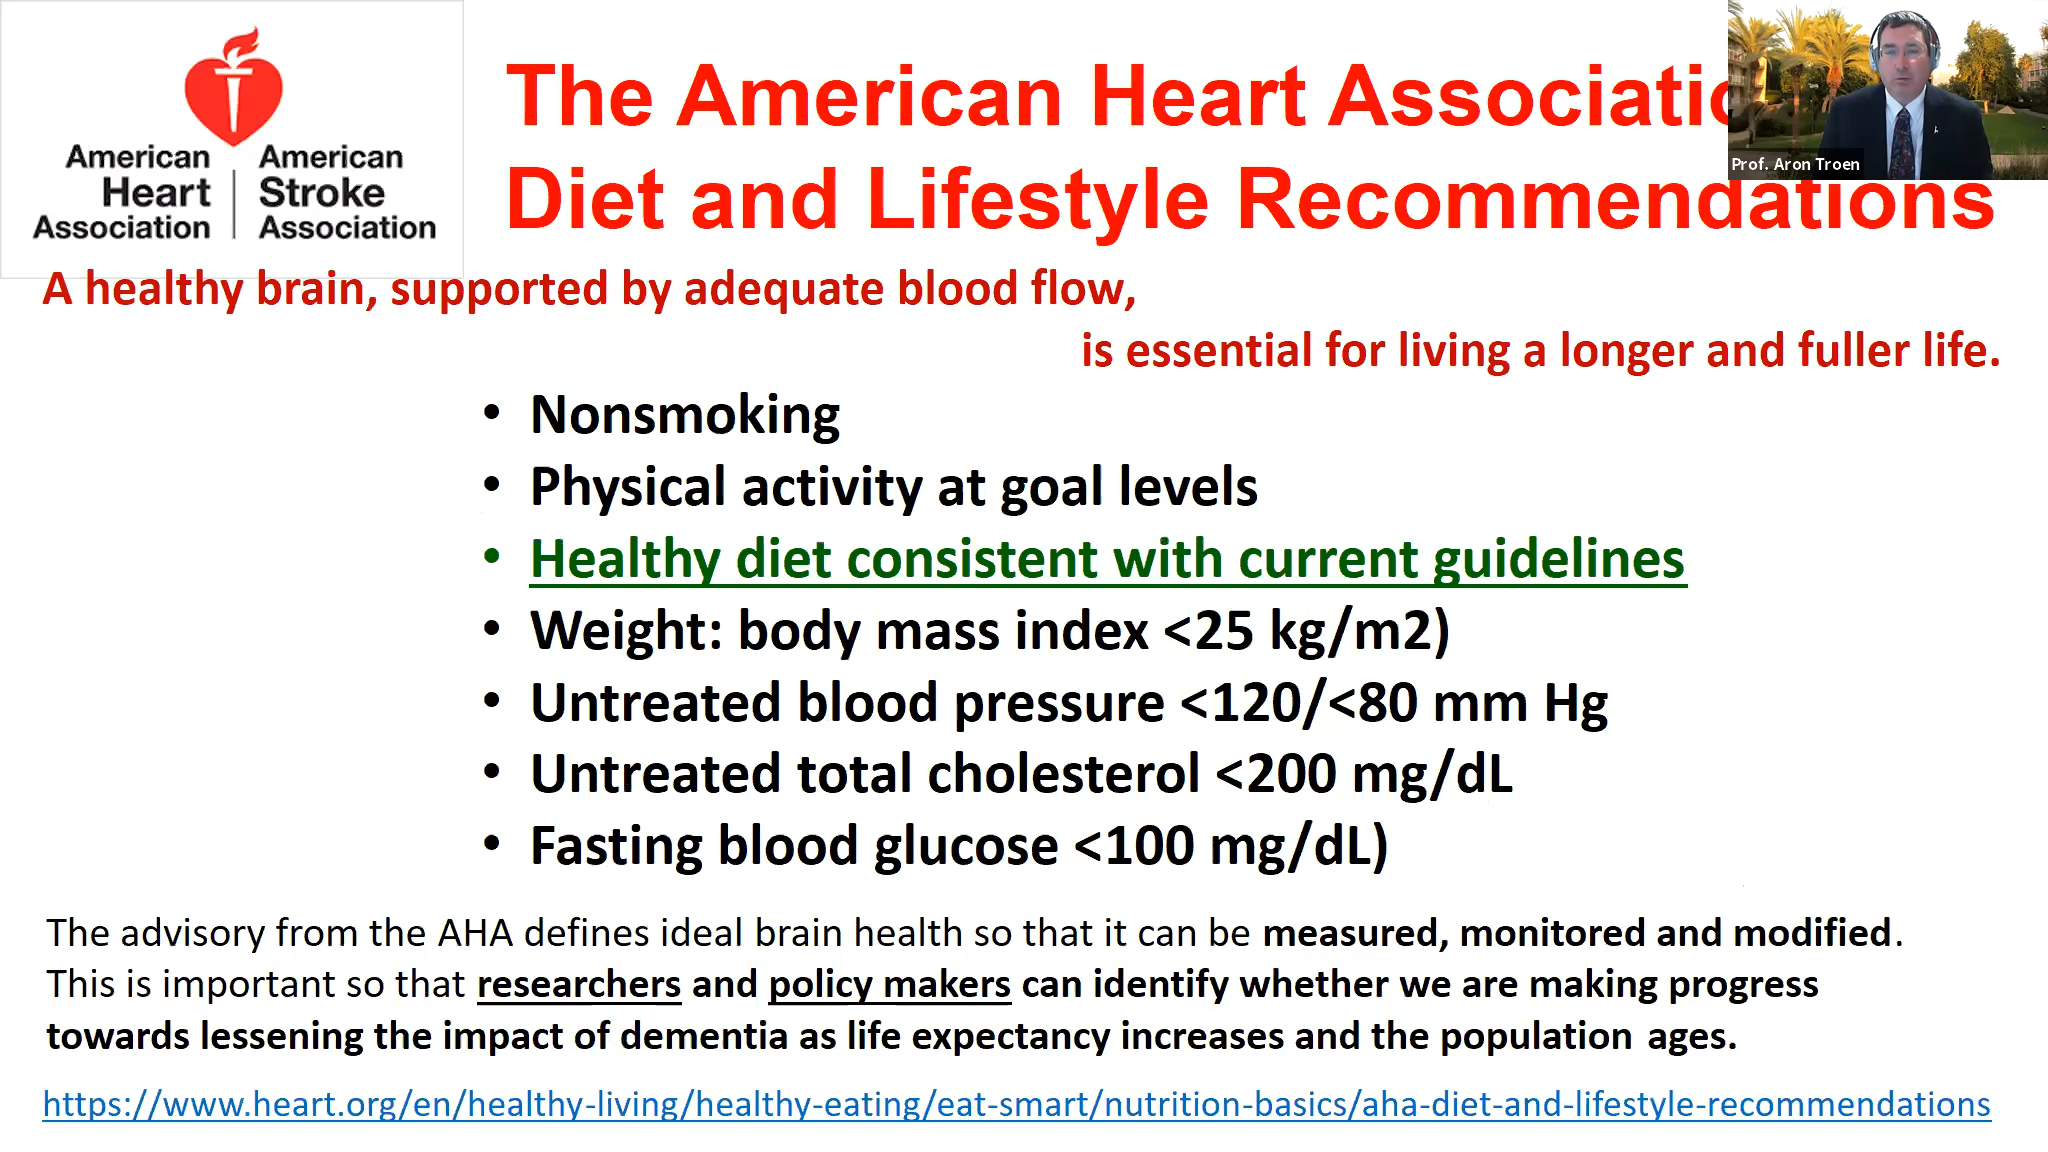 American Heart Association
American Stroke Association
The American Heart Associatio
Diet and Lifestyle Recommendations
Prof. Aron Troen
A healthy brain, supported by adequate blood flow,
is essential for living a longer and fuller life.
• Nonsmoking
• Physical activity at goal levels
• Healthy diet consistent with current guidelines
• Weight: body mass index <25 kg/m2)
• Untreated blood pressure <120/<80 mm Hg
• Untreated total cholesterol <200 mg/dL
• Fasting blood glucose <100 mg/dL)
The advisory from the AHA defines ideal brain health so that it can be measured, monitored and modified.
This is important so that researchers and policy makers can identify whether we are making progress
towards lessening the impact of dementia as life expectancy increases and the population ages.
https://www.heart.org/en/healthy-living/healthy-eating/eat-smart/nutrition-basics/aha-diet-and-lifestyle-recommendations